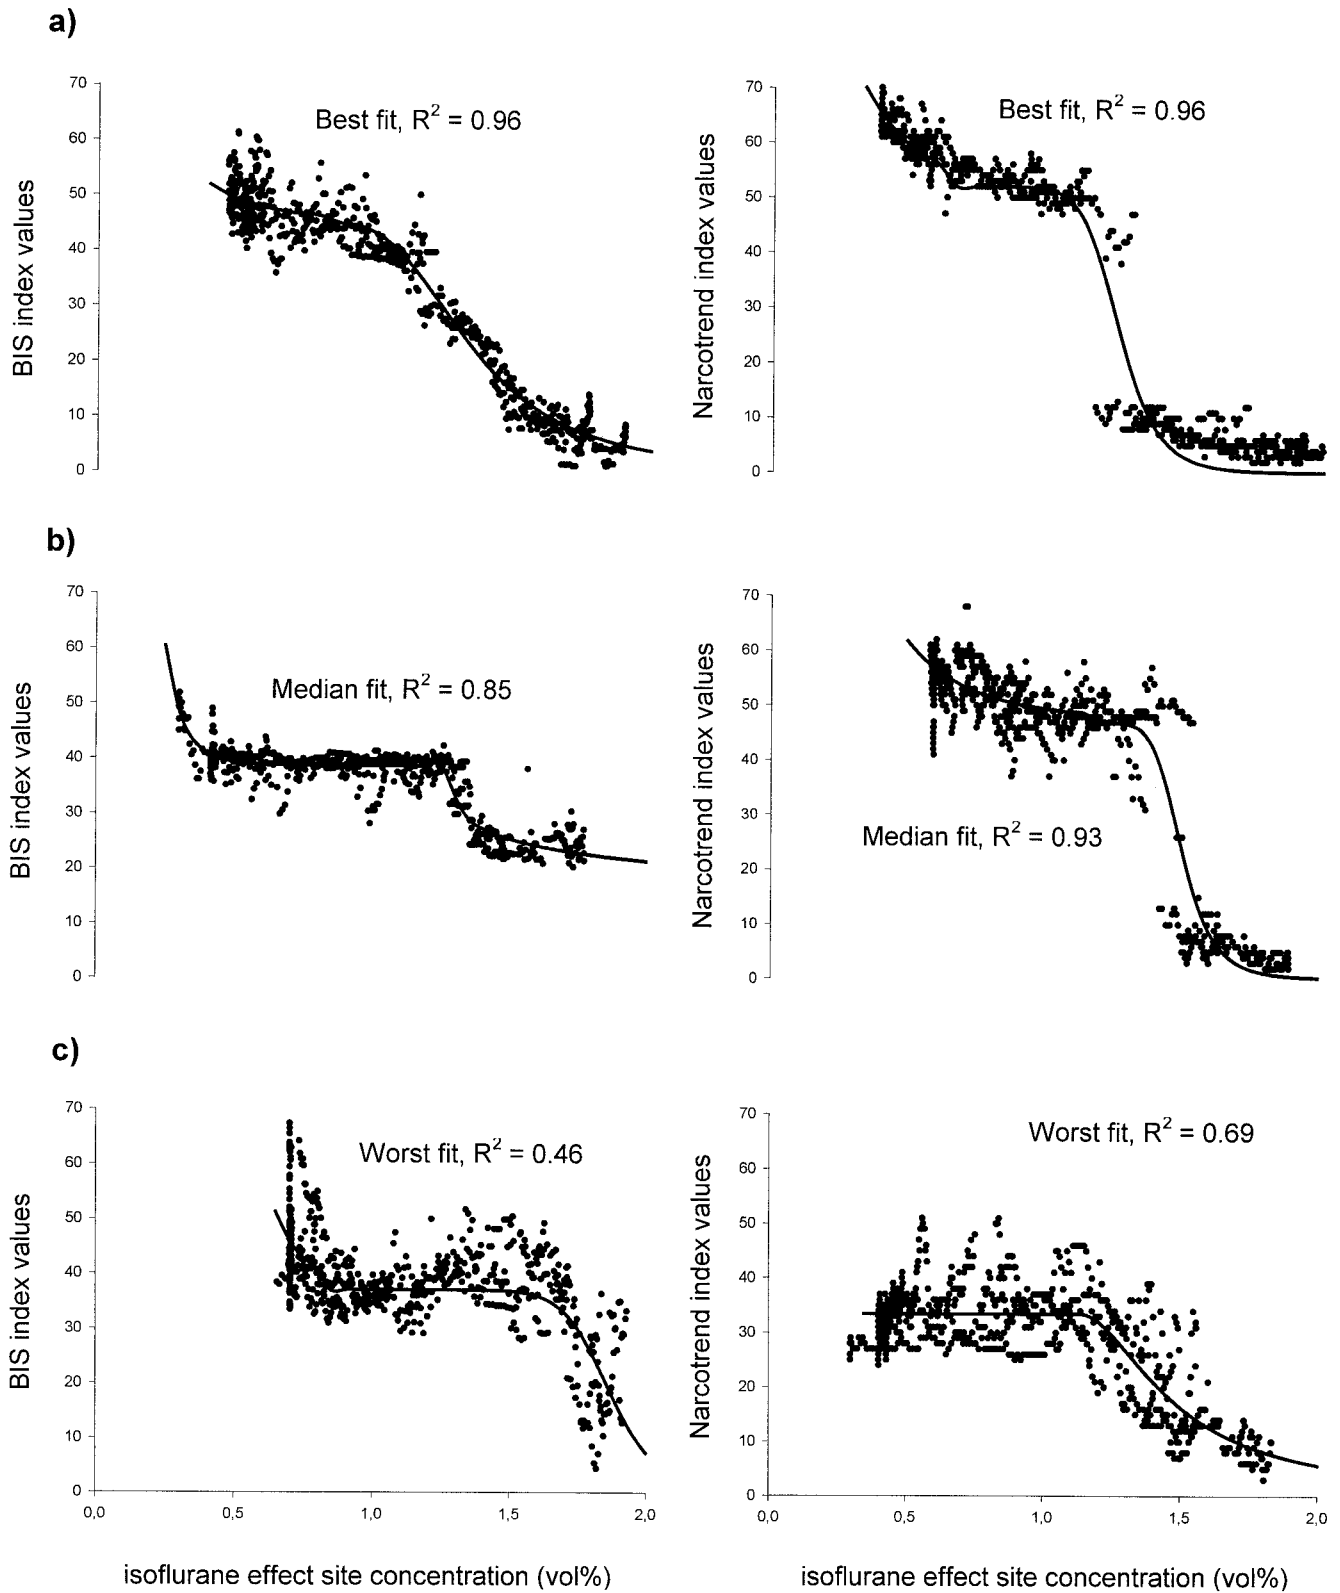 a)
BIS index values
70
60
50
40
30
20
10
0
Best fit, R² = 0.96
Narcotrend index values
70
60
50
40
30
20
10
0
Best fit, R² = 0.96
b)
BIS index values
70
60
50
40
30
20
10
0
Median fit, R² = 0.85
Narcotrend index values
70
60
50
40
30
20
10
0
Median fit, R² = 0.93
c)
BIS index values
70
60
50
40
30
20
10
0
Worst fit, R² = 0.46
0,0 0,5 1,0 1,5 2,0
isoflurane effect site concentration (vol%)
Narcotrend index values
70
60
50
40
30
20
10
0
Worst fit, R² = 0.69
0,0 0,5 1,0 1,5 2,0
isoflurane effect site concentration (vol%)